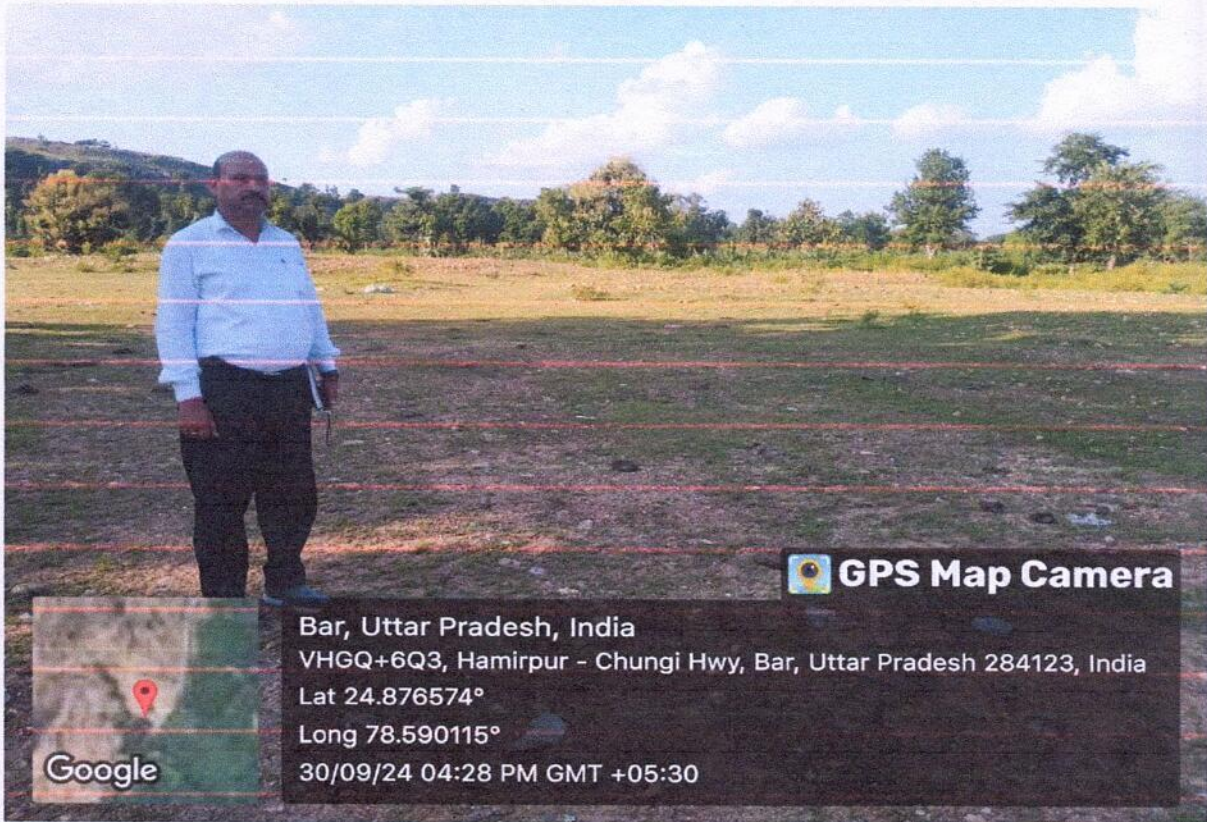 GPS Map Camera
Bar, Uttar Pradesh, India
VHGQ+6Q3, Hamirpur - Chungi Hwy, Bar, Uttar Pradesh 284123, India
Lat 24.876574°
Long 78.590115°
30/09/24 04:28 PM GMT +05:30
Google